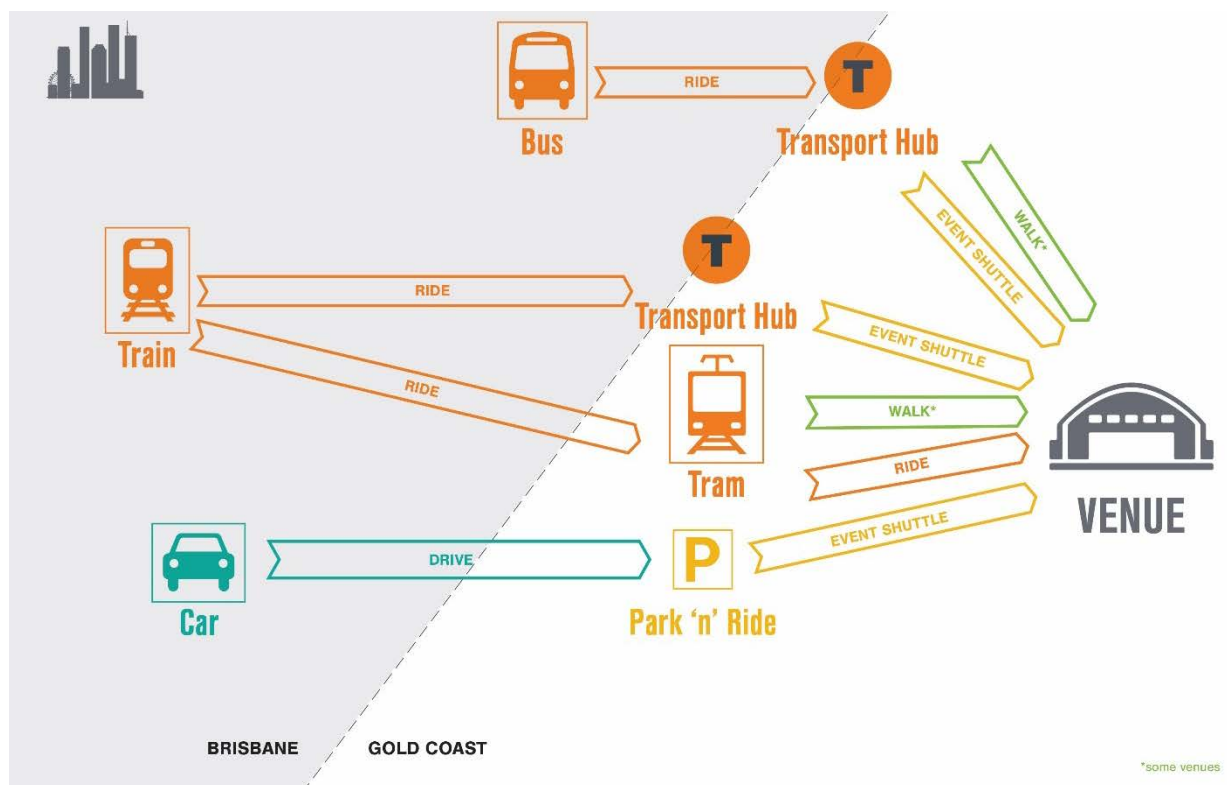 RIDE
T
Bus
Transport Hub
WALK*
EVENT SHUTTLE
T
RIDE
Transport Hub
EVENT SHUTTLE
Train
RIDE
WALK*
RIDE
Tram
VENUE
EVENT SHUTTLE
DRIVE
P
Car
Park 'n' Ride
BRISBANE
GOLD COAST
*some venues